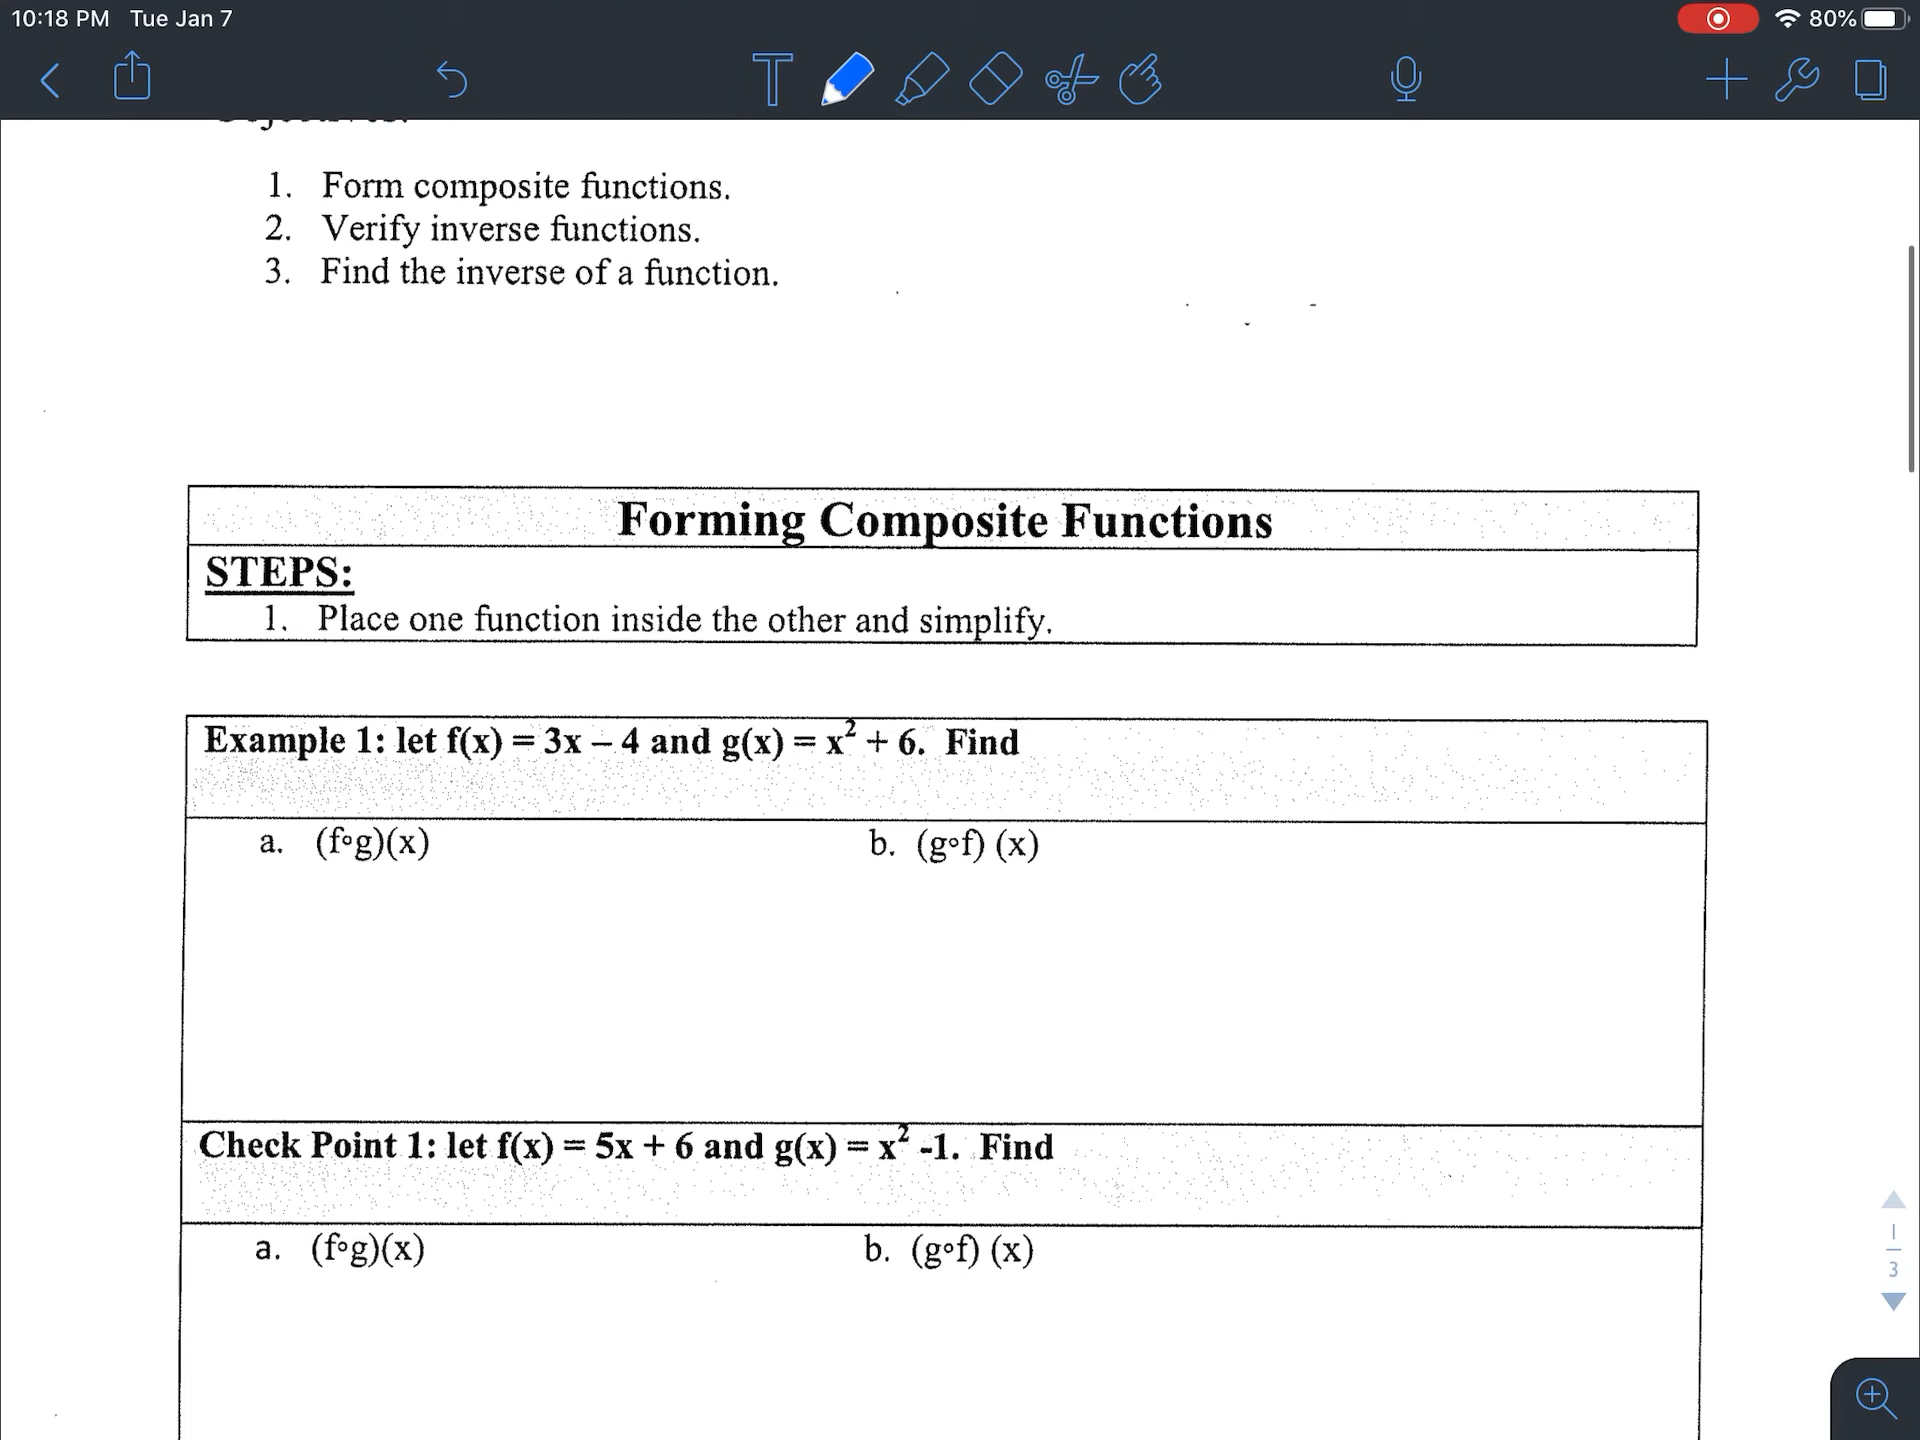 10:18 PM Tue Jan 7
80%
1. Form composite functions.
2. Verify inverse functions.
3. Find the inverse of a function.
Forming Composite Functions
STEPS:
1. Place one function inside the other and simplify.
Example 1: let f(x) = 3x – 4 and g(x) = x² + 6. Find
a. (f∘g)(x)
b. (g∘f) (x)
Check Point 1: let f(x) = 5x + 6 and g(x) = x² -1. Find
a. (f∘g)(x)
b. (g∘f) (x)
1
3